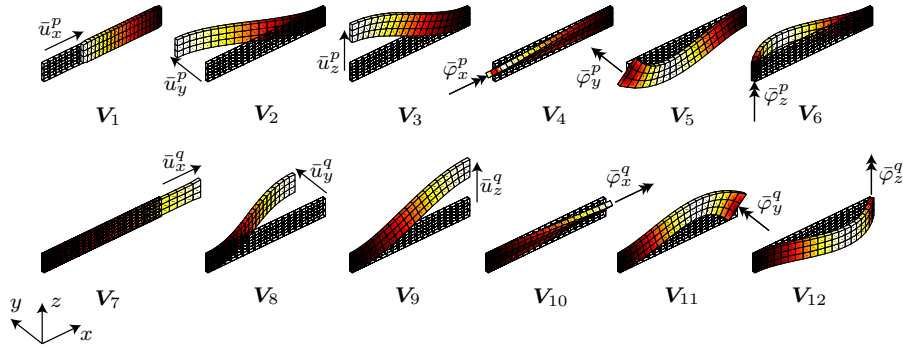 ū_x^p ū_y^p ū_z^p φ̄_x^p φ̄_y^p φ̄_z^p
V₁ V₂ V₃ V₄ V₅ V₆
ū_x^q ū_y^q ū_z^q φ̄_x^q φ̄_y^q φ̄_z^q
V₇ V₈ V₉ V₁₀ V₁₁ V₁₂
y z x